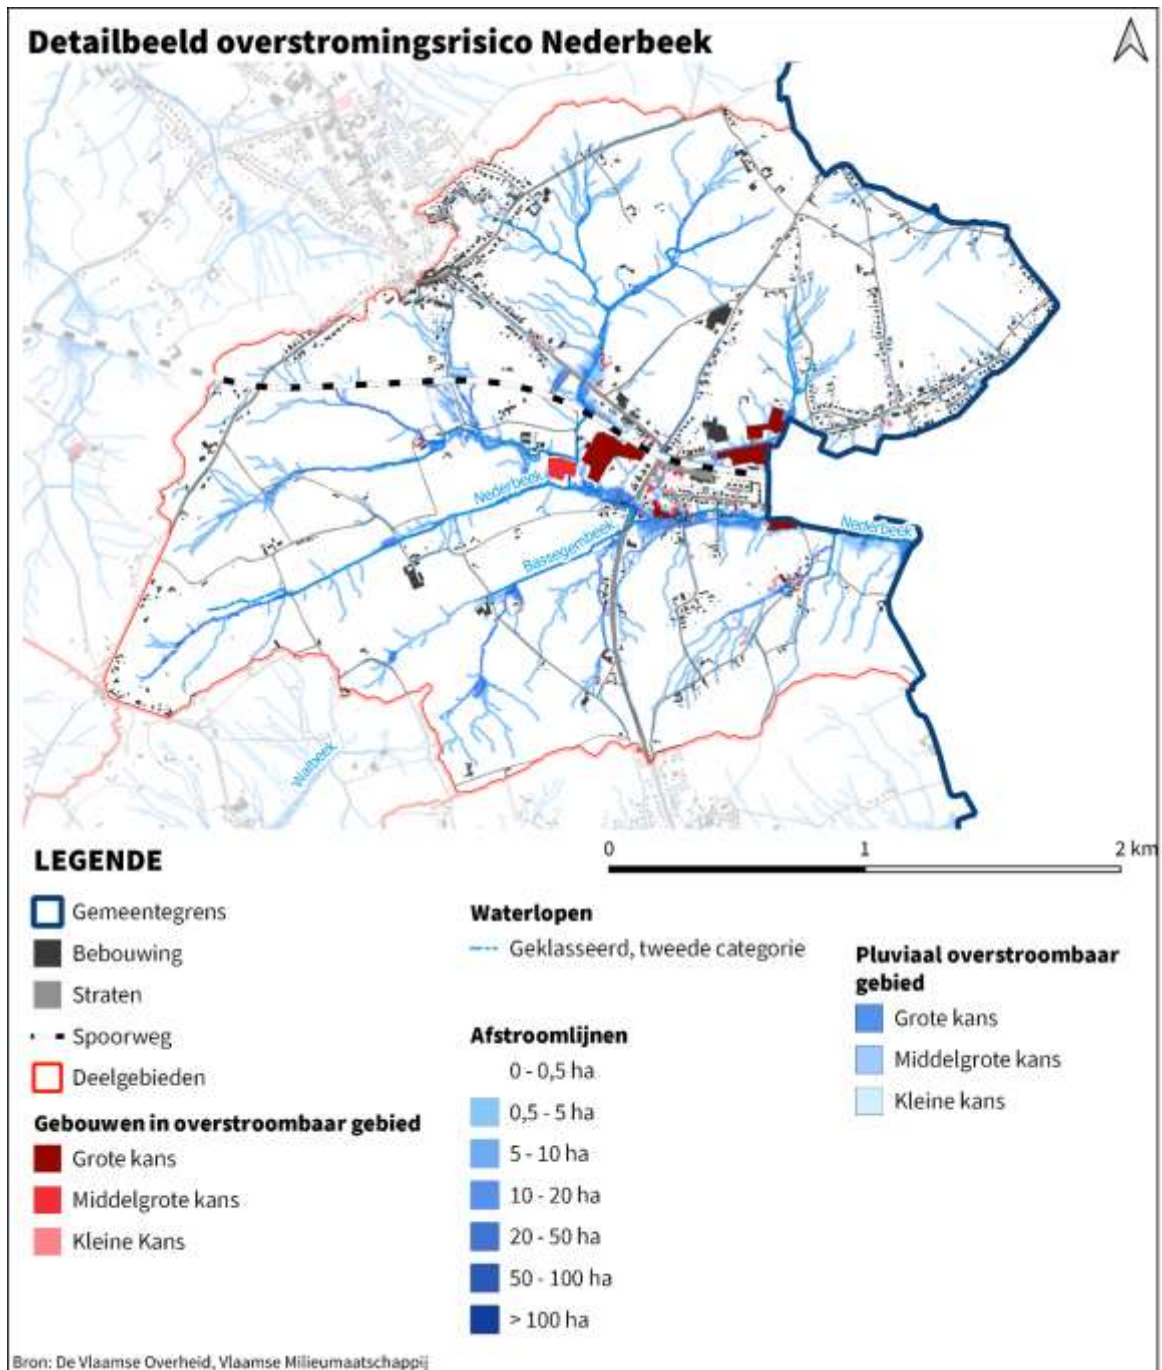 Detailbeeld overstromingsrisico Nederbeek
Nederbeek
Nederbeek
Bassegembeek
Walbeek
0 1 2 km
LEGENDE
Gemeentegrens
Bebouwing
Straten
Spoorweg
Deelgebieden
Gebouwen in overstroombaar gebied
Grote kans
Middelgrote kans
Kleine Kans
Waterlopen
Geklasseerd, tweede categorie
Afstroomlijnen
0 - 0,5 ha
0,5 - 5 ha
5 - 10 ha
10 - 20 ha
20 - 50 ha
50 - 100 ha
> 100 ha
Pluviaal overstroombaar
gebied
Grote kans
Middelgrote kans
Kleine kans
Bron: De Vlaamse Overheid, Vlaamse Milieumaatschappij